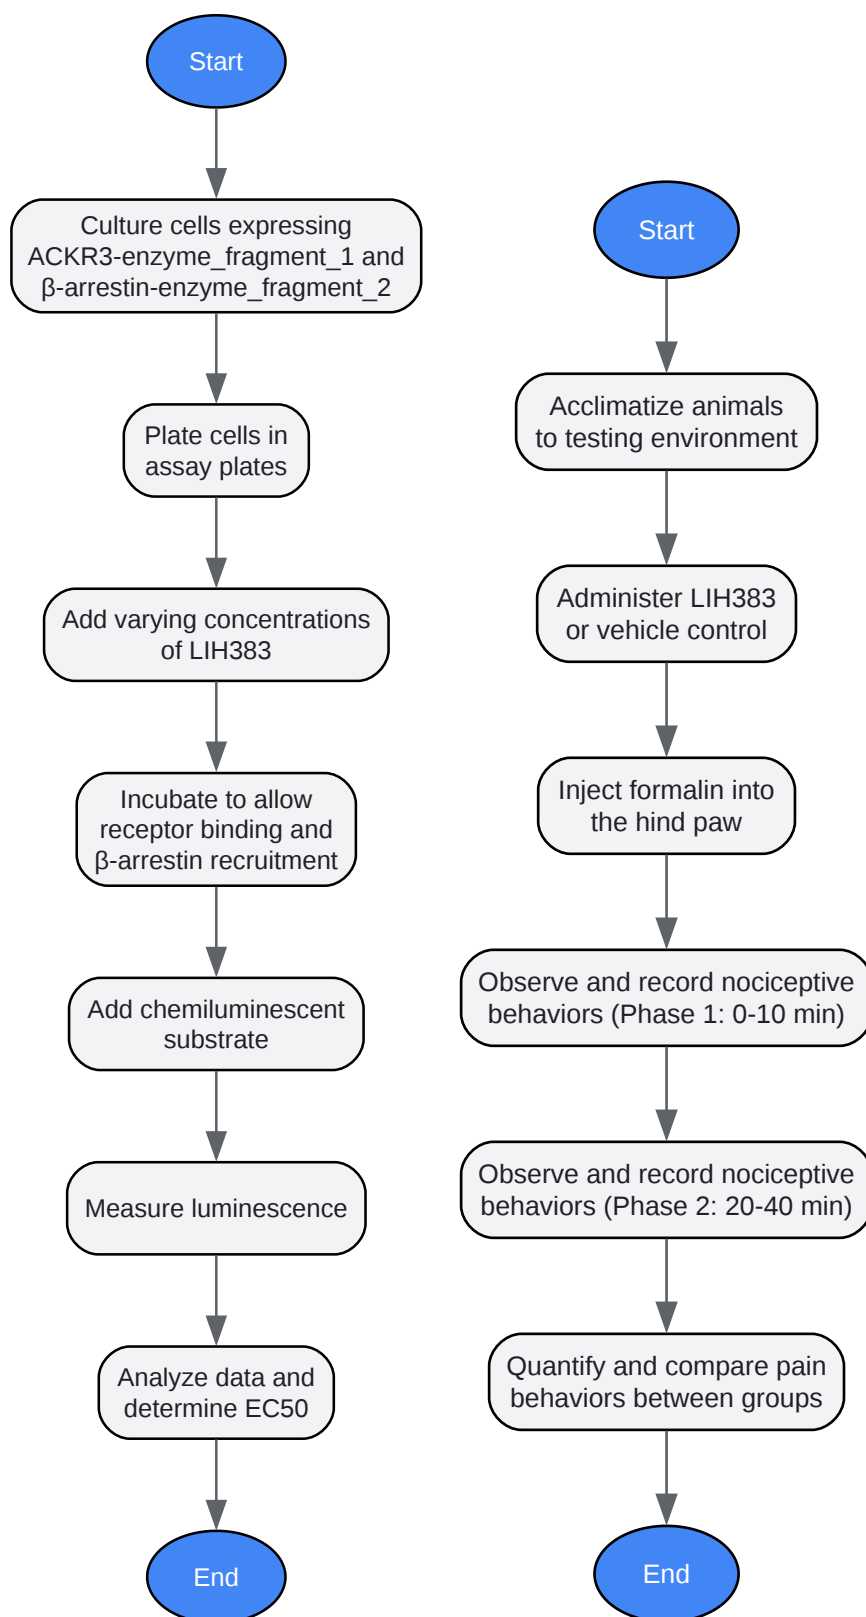 Start
Culture cells expressing
ACKR3-enzyme_fragment_1 and
β-arrestin-enzyme_fragment_2
Plate cells in
assay plates
Add varying concentrations
of LIH383
Incubate to allow
receptor binding and
β-arrestin recruitment
Add chemiluminescent
substrate
Measure luminescence
Analyze data and
determine EC50
End
Start
Acclimatize animals
to testing environment
Administer LIH383
or vehicle control
Inject formalin into
the hind paw
Observe and record nociceptive
behaviors (Phase 1: 0-10 min)
Observe and record nociceptive
behaviors (Phase 2: 20-40 min)
Quantify and compare pain
behaviors between groups
End